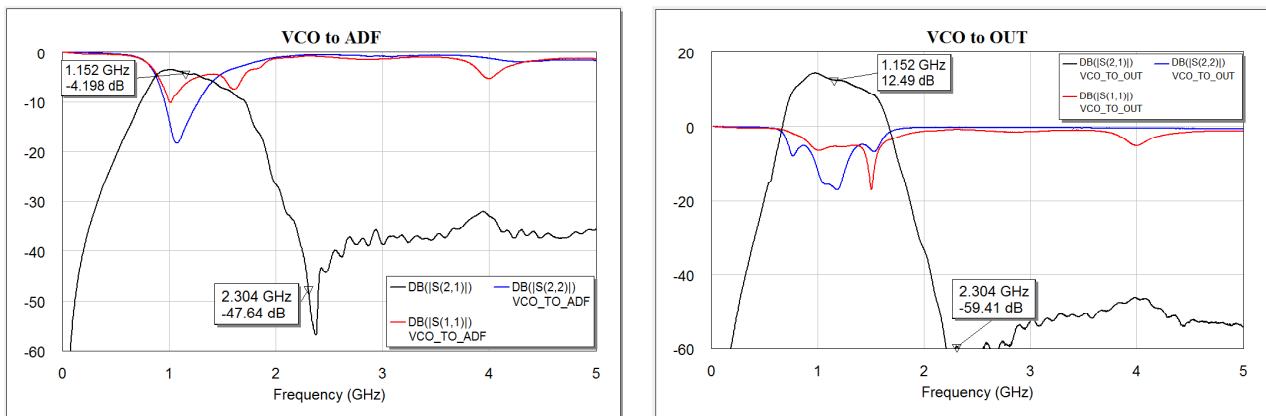 VCO to ADF
0
-10
-20
-30
-40
-50
-60
1.152 GHz
-4.198 dB
2.304 GHz
-47.64 dB
DB(|S(2,1)|)
DB(|S(2,2)|)
VCO_TO_ADF
DB(|S(1,1)|)
VCO_TO_ADF
0 1 2 3 4 5
Frequency (GHz)
VCO to OUT
20
0
-20
-40
-60
1.152 GHz
12.49 dB
DB(|S(2,1)|)
VCO_TO_OUT
DB(|S(2,2)|)
VCO_TO_OUT
DB(|S(1,1)|)
VCO_TO_OUT
2.304 GHz
-59.41 dB
0 1 2 3 4 5
Frequency (GHz)